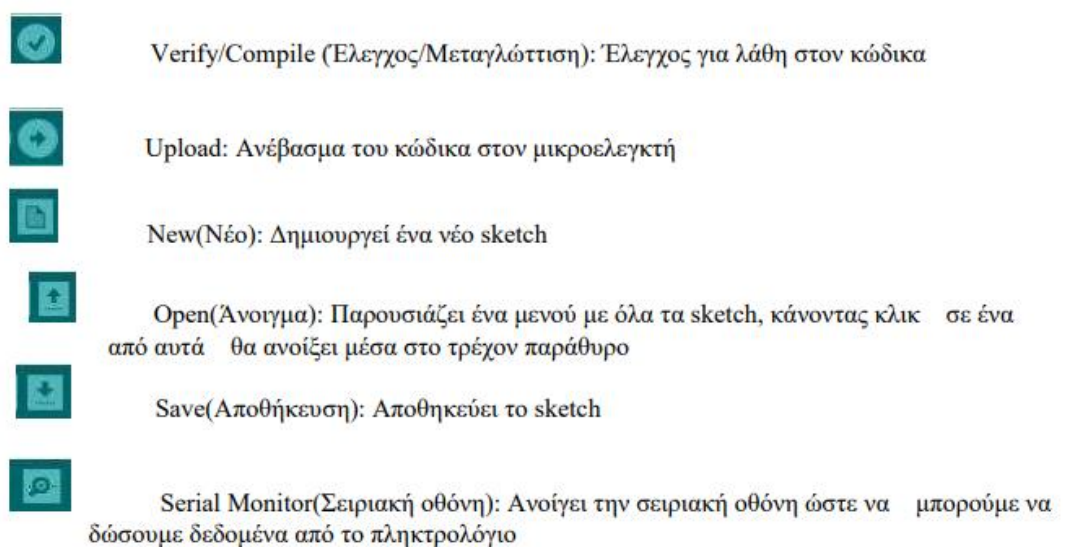 Verify/Compile (Έλεγχος/Μεταγλώττιση): Έλεγχος για λάθη στον κώδικα
Upload: Ανέβασμα του κώδικα στον μικροελεγκτή
New(Νέο): Δημιουργεί ένα νέο sketch
Open(Άνοιγμα): Παρουσιάζει ένα μενού με όλα τα sketch, κάνοντας κλικ σε ένα
από αυτά θα ανοίξει μέσα στο τρέχον παράθυρο
Save(Αποθήκευση): Αποθηκεύει το sketch
Serial Monitor(Σειριακή οθόνη): Ανοίγει την σειριακή οθόνη ώστε να μπορούμε να
δώσουμε δεδομένα από το πληκτρολόγιο